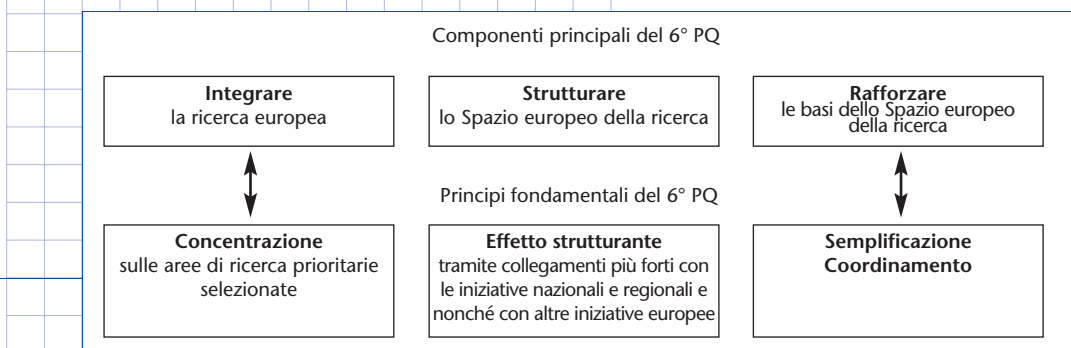 Componenti principali del 6° PQ
Integrare
la ricerca europea
Strutturare
lo Spazio europeo della ricerca
Rafforzare
le basi dello Spazio europeo
della ricerca
Principi fondamentali del 6° PQ
Concentrazione
sulle aree di ricerca prioritarie
selezionate
Effetto strutturante
tramite collegamenti più forti con
le iniziative nazionali e regionali e
nonché con altre iniziative europee
Semplificazione
Coordinamento